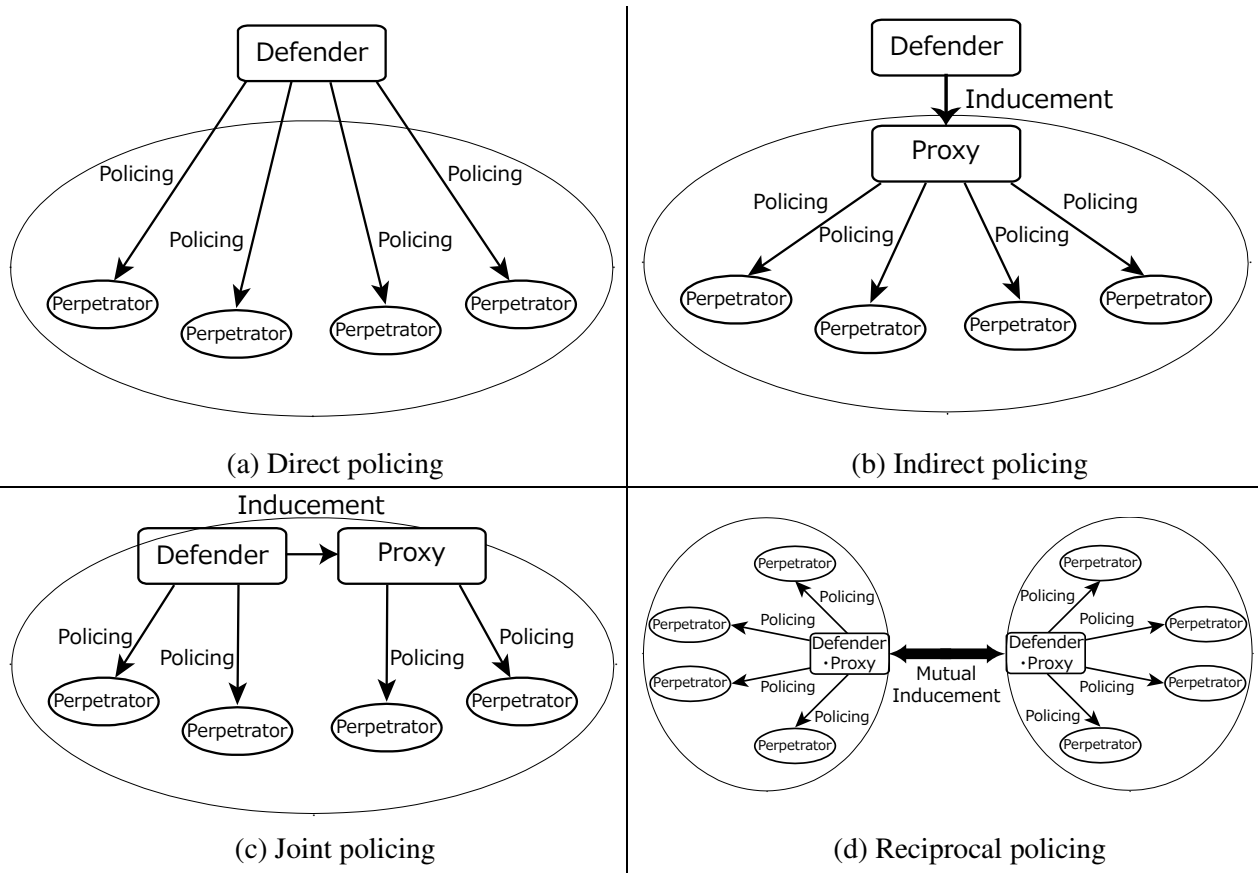 Defender
Policing
Policing
Policing
Policing
Perpetrator
Perpetrator
Perpetrator
Perpetrator
(a) Direct policing
Defender
Inducement
Proxy
Policing
Policing
Policing
Policing
Perpetrator
Perpetrator
Perpetrator
Perpetrator
(b) Indirect policing
Inducement
Defender
Proxy
Policing
Policing
Policing
Policing
Perpetrator
Perpetrator
Perpetrator
Perpetrator
(c) Joint policing
Perpetrator
Policing
Perpetrator
Policing
Defender
·Proxy
Perpetrator
Policing
Policing
Perpetrator
Mutual
Inducement
Perpetrator
Policing
Policing
Perpetrator
Defender
·Proxy
Policing
Perpetrator
Policing
Perpetrator
(d) Reciprocal policing